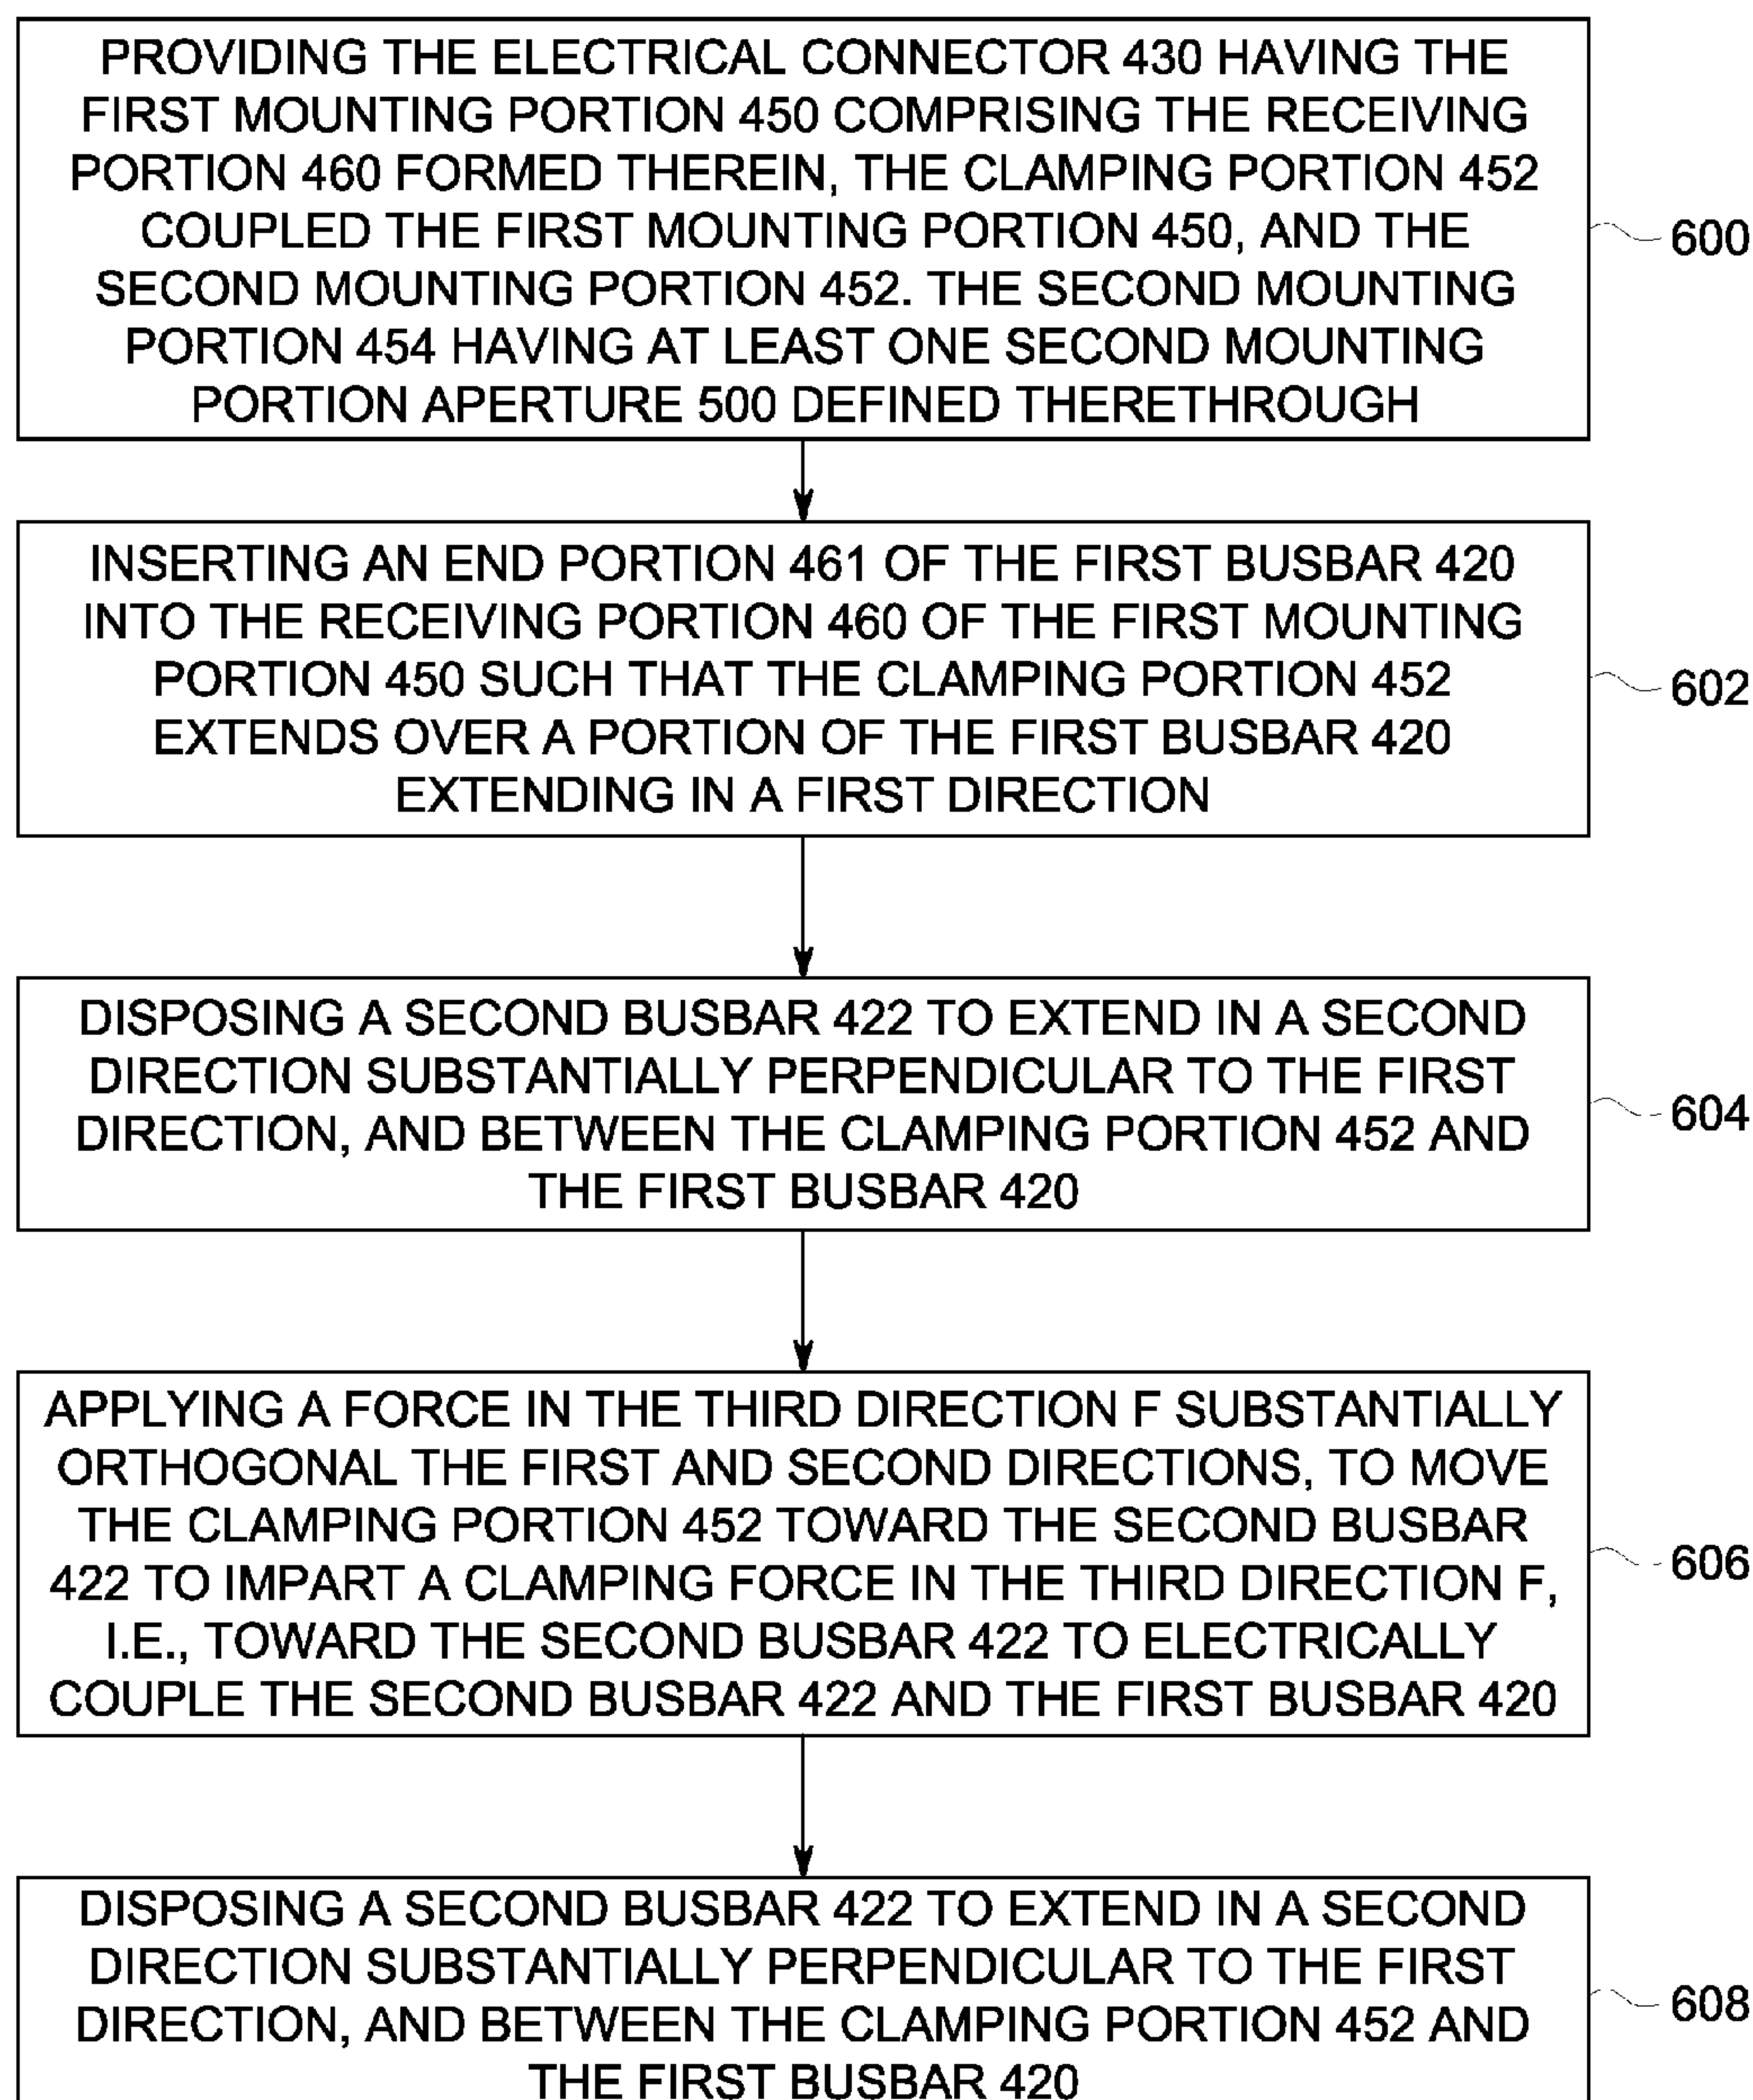 PROVIDING THE ELECTRICAL CONNECTOR 430 HAVING THE
FIRST MOUNTING PORTION 450 COMPRISING THE RECEIVING
PORTION 460 FORMED THEREIN, THE CLAMPING PORTION 452
COUPLED THE FIRST MOUNTING PORTION 450, AND THE
SECOND MOUNTING PORTION 452. THE SECOND MOUNTING
PORTION 454 HAVING AT LEAST ONE SECOND MOUNTING
PORTION APERTURE 500 DEFINED THERETHROUGH
600
INSERTING AN END PORTION 461 OF THE FIRST BUSBAR 420
INTO THE RECEIVING PORTION 460 OF THE FIRST MOUNTING
PORTION 450 SUCH THAT THE CLAMPING PORTION 452
EXTENDS OVER A PORTION OF THE FIRST BUSBAR 420
EXTENDING IN A FIRST DIRECTION
602
DISPOSING A SECOND BUSBAR 422 TO EXTEND IN A SECOND
DIRECTION SUBSTANTIALLY PERPENDICULAR TO THE FIRST
DIRECTION, AND BETWEEN THE CLAMPING PORTION 452 AND
THE FIRST BUSBAR 420
604
APPLYING A FORCE IN THE THIRD DIRECTION F SUBSTANTIALLY
ORTHOGONAL THE FIRST AND SECOND DIRECTIONS, TO MOVE
THE CLAMPING PORTION 452 TOWARD THE SECOND BUSBAR
422 TO IMPART A CLAMPING FORCE IN THE THIRD DIRECTION F,
I.E., TOWARD THE SECOND BUSBAR 422 TO ELECTRICALLY
COUPLE THE SECOND BUSBAR 422 AND THE FIRST BUSBAR 420
606
DISPOSING A SECOND BUSBAR 422 TO EXTEND IN A SECOND
DIRECTION SUBSTANTIALLY PERPENDICULAR TO THE FIRST
DIRECTION, AND BETWEEN THE CLAMPING PORTION 452 AND
THE FIRST BUSBAR 420
608